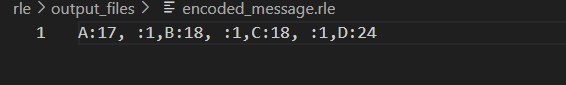 rle > output_files > encoded_message.rle
1 A:17, :1,B:18, :1,C:18, :1,D:24